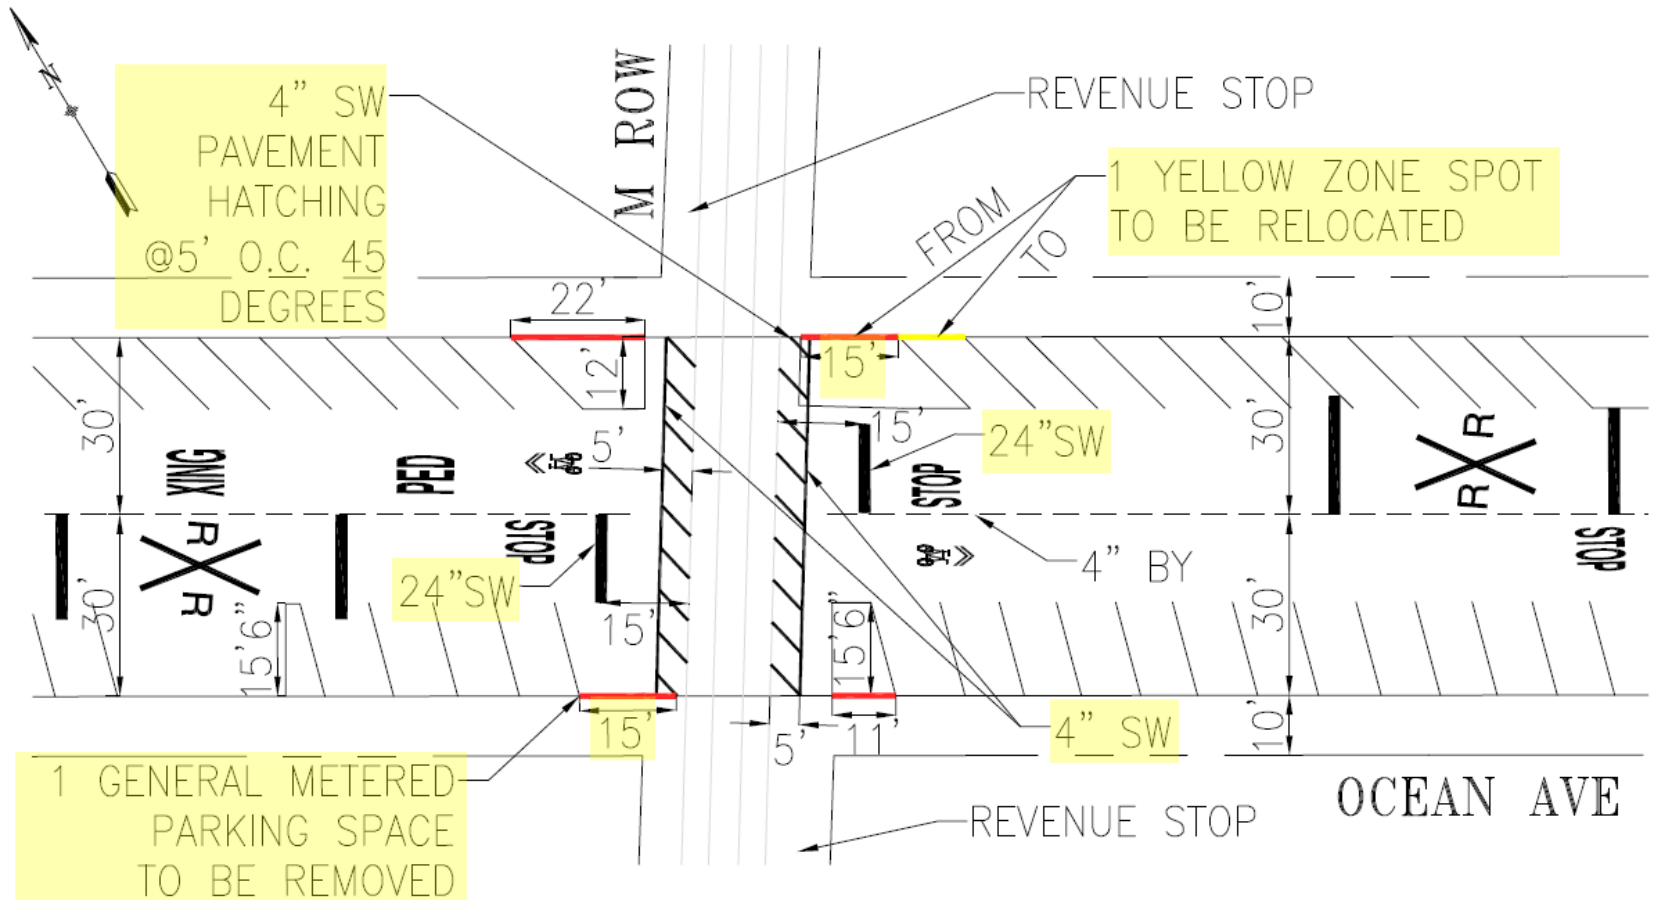 N
4” SW
PAVEMENT
HATCHING
@5’ O.C. 45
DEGREES
M ROW
REVENUE STOP
1 YELLOW ZONE SPOT
TO BE RELOCATED
FROM
TO
22’
12’
15’
10’
30’
30’
15’
5’
24”SW
XING
PED
STOP
R
R
4” BY
STOP
STOP
R
R
24”SW
30’
30’
15’6”
15’
15’6”
15’
5’
11’
4” SW
10’
1 GENERAL METERED
PARKING SPACE
TO BE REMOVED
REVENUE STOP
OCEAN AVE